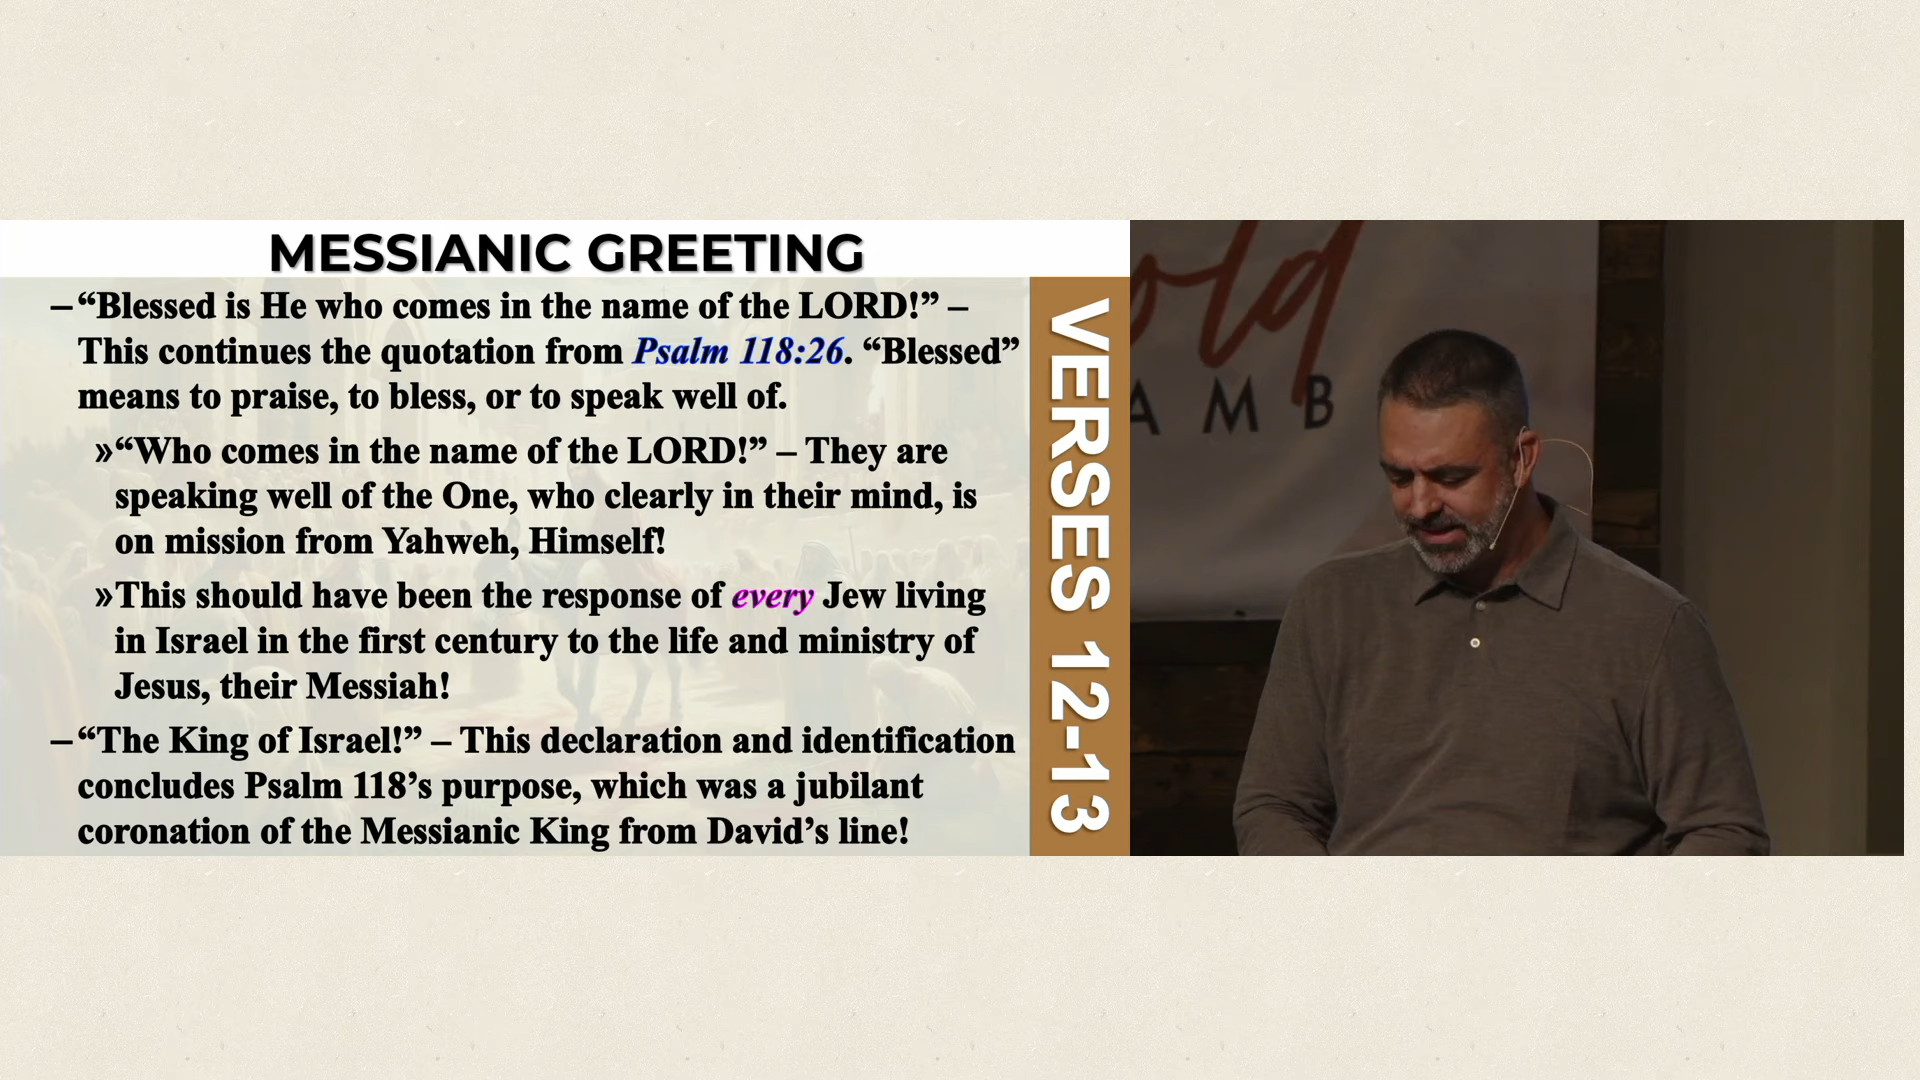 MESSIANIC GREETING
– “Blessed is He who comes in the name of the LORD!” –
This continues the quotation from Psalm 118:26. “Blessed”
means to praise, to bless, or to speak well of.
» “Who comes in the name of the LORD!” – They are
speaking well of the One, who clearly in their mind, is
on mission from Yahweh, Himself!
» This should have been the response of every Jew living
in Israel in the first century to the life and ministry of
Jesus, their Messiah!
– “The King of Israel!” – This declaration and identification
concludes Psalm 118’s purpose, which was a jubilant
coronation of the Messianic King from David’s line!
VERSES 12-13
old
AMB